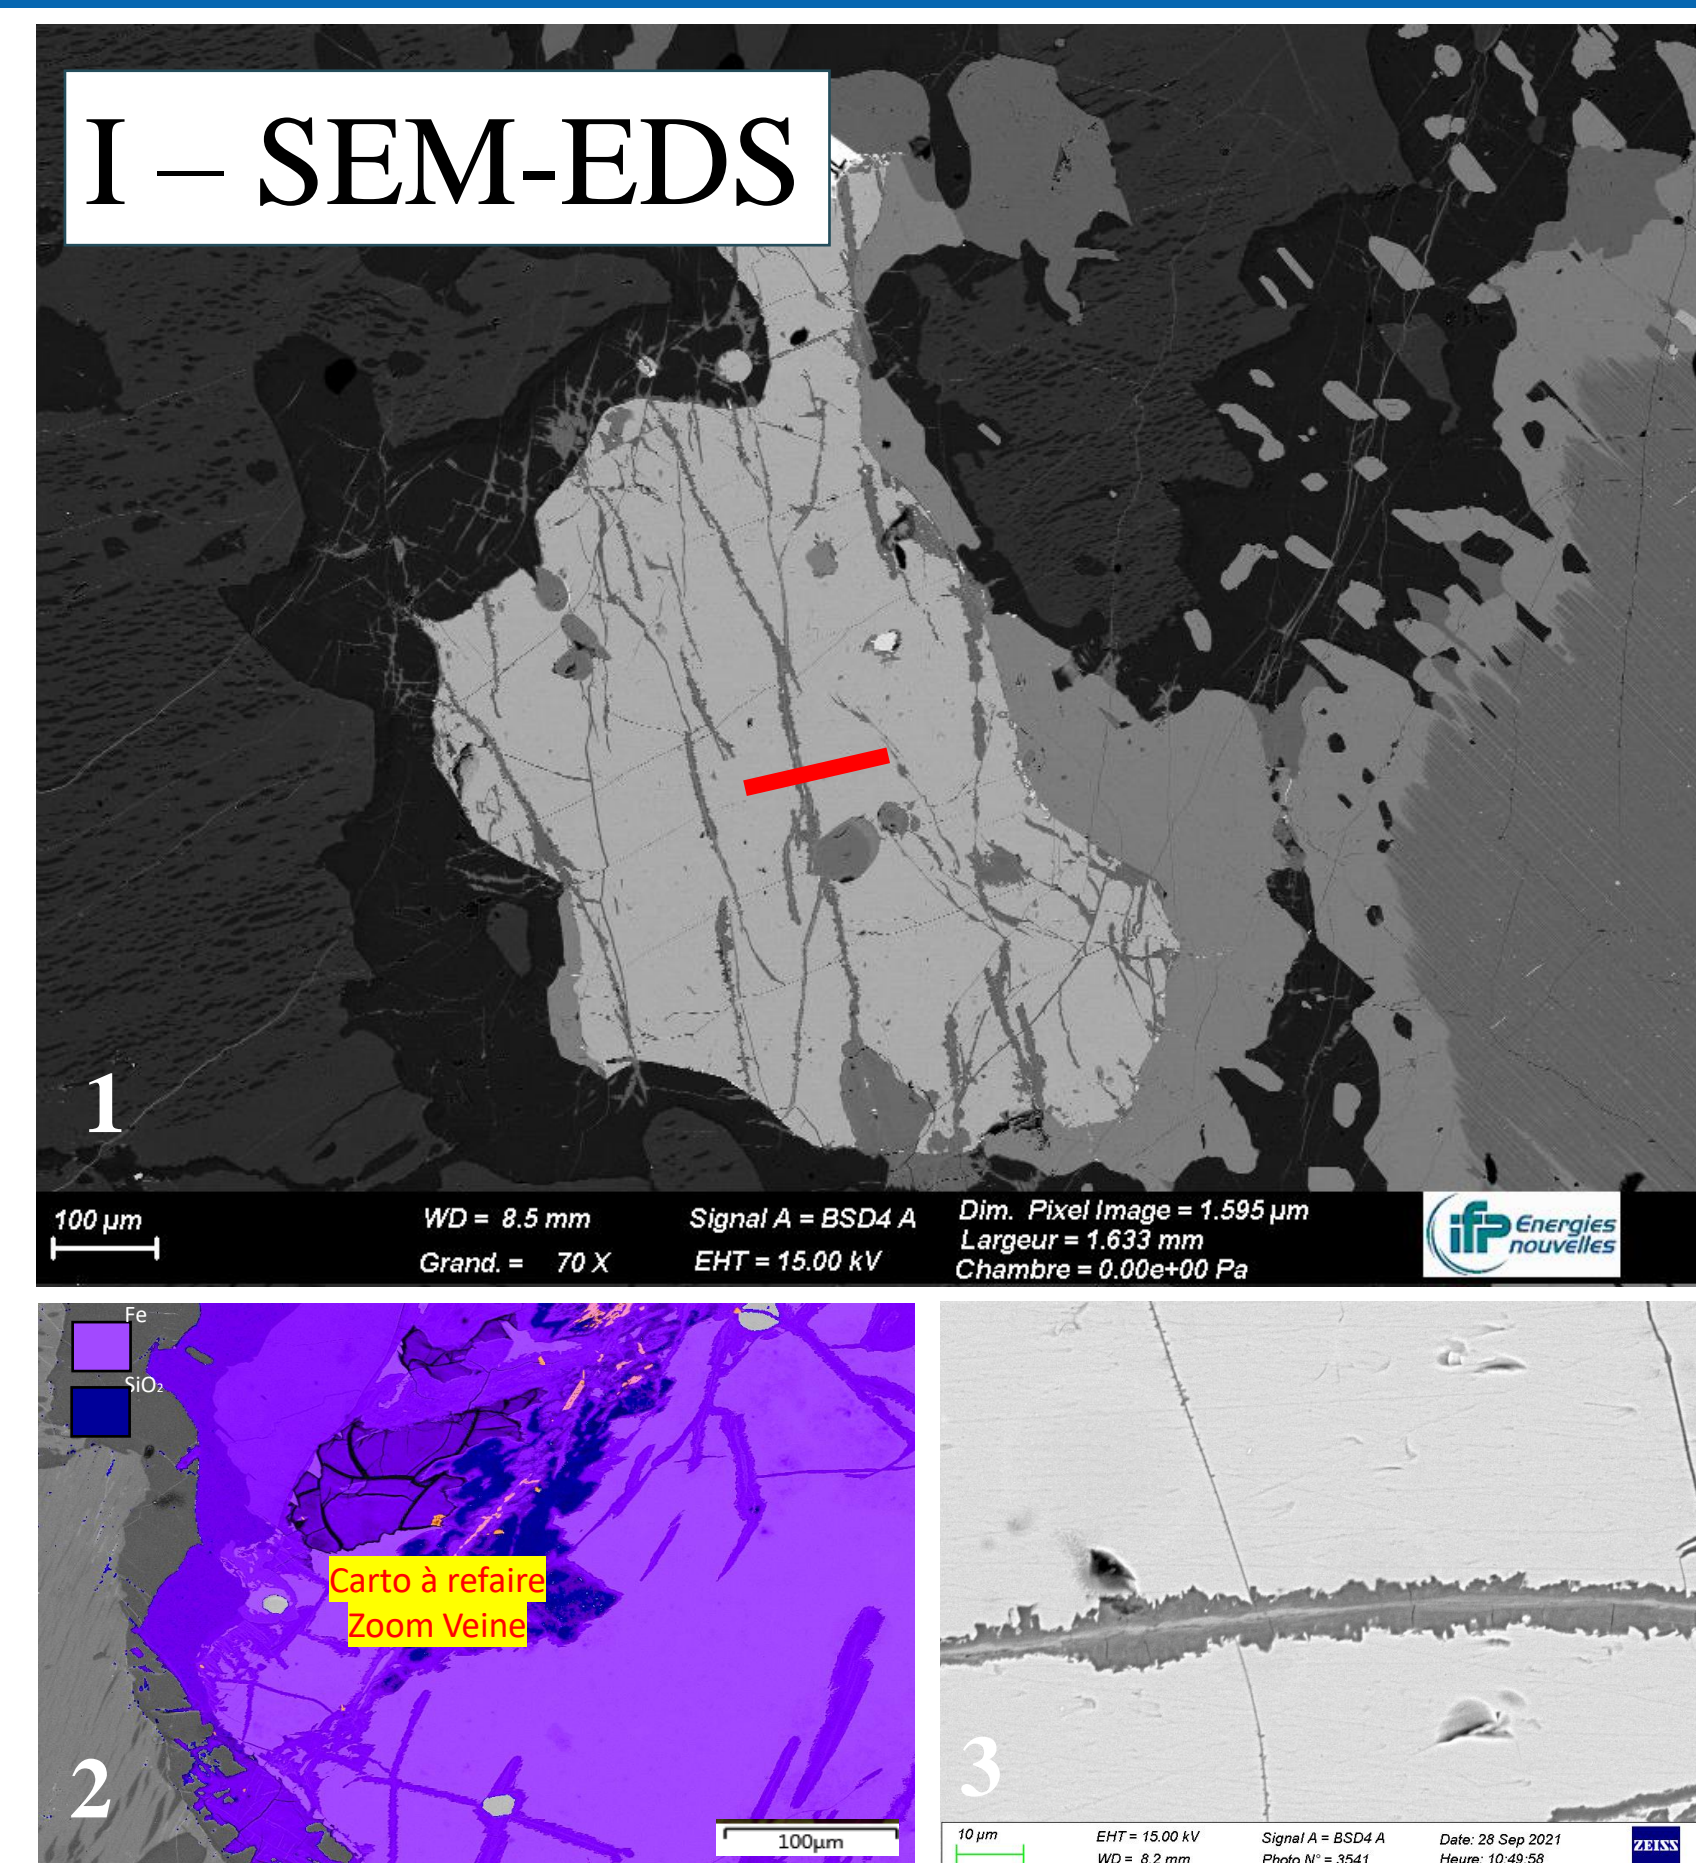 I – SEM-EDS
1
100 µm
WD = 8.5 mm
Grand. = 70 X
Signal A = BSD4 A
EHT = 15.00 kV
Dim. Pixel Image = 1.595 µm
Largeur = 1.633 mm
Chambre = 0.00e+00 Pa
ifp Energies
nouvelles
Fe
SiO₂
Carto à refaire
Zoom Veine
2
100µm
3
10 µm
EHT = 15.00 kV
WD = 8.2 mm
Signal A = BSD4 A
Photo N° = 3541
Date: 28 Sep 2021
Heure: 10:49:58
ZEISS